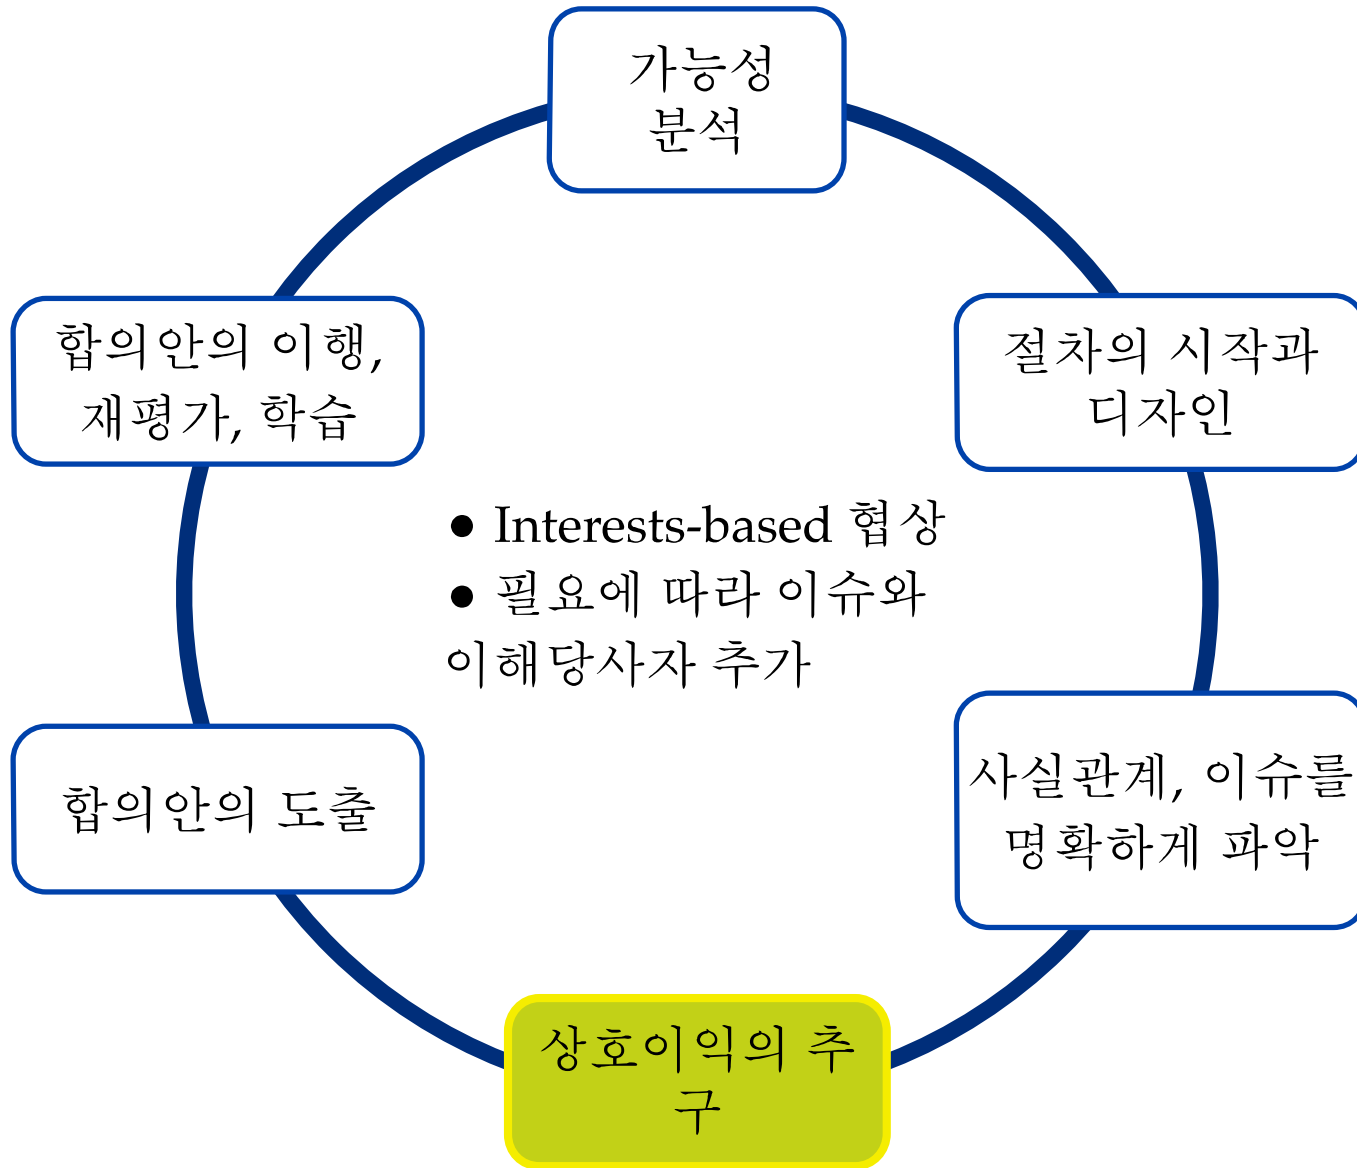 가능성
분석
합의안의 이행,
재평가, 학습
절차의 시작과
디자인
● Interests-based 협상
● 필요에 따라 이슈와
이해당사자 추가
합의안의 도출
사실관계, 이슈를
명확하게 파악
상호이익의 추
구